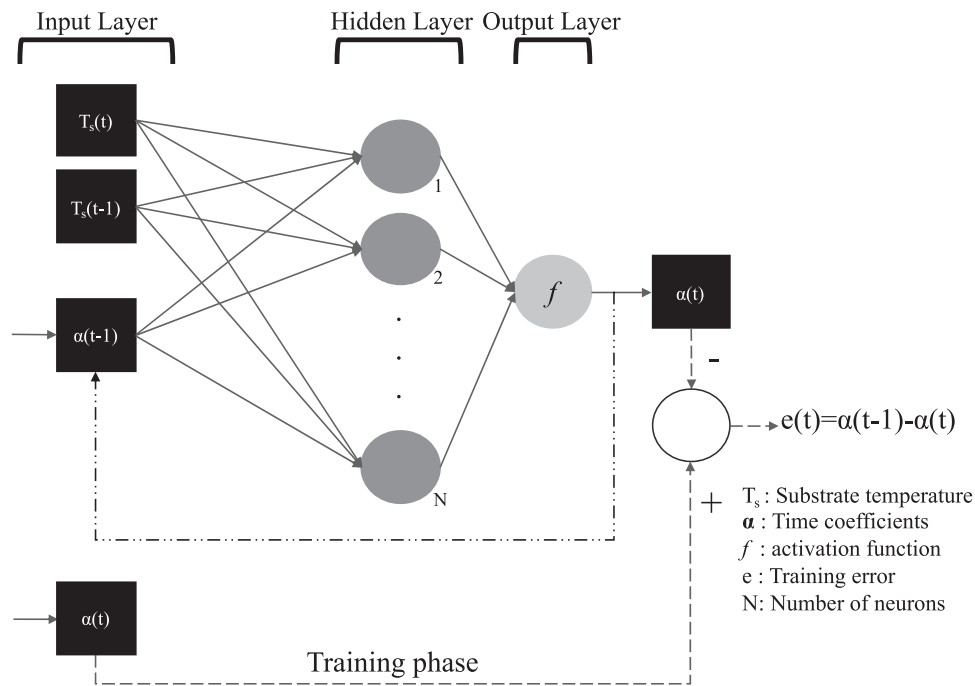 Input Layer
Hidden Layer
Output Layer
Tₛ(t)
1
Tₛ(t-1)
2
f
α(t)
α(t-1)
-
.
.
.
e(t)=α(t-1)-α(t)
N
+
Tₛ : Substrate temperature
α : Time coefficients
f : activation function
e : Training error
N: Number of neurons
α(t)
Training phase